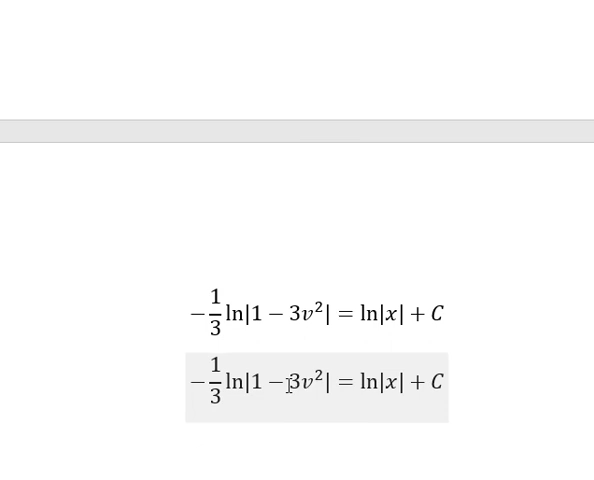 −1/3 ln|1 − 3v²| = ln|x| + C
−1/3 ln|1 − 3v²| = ln|x| + C